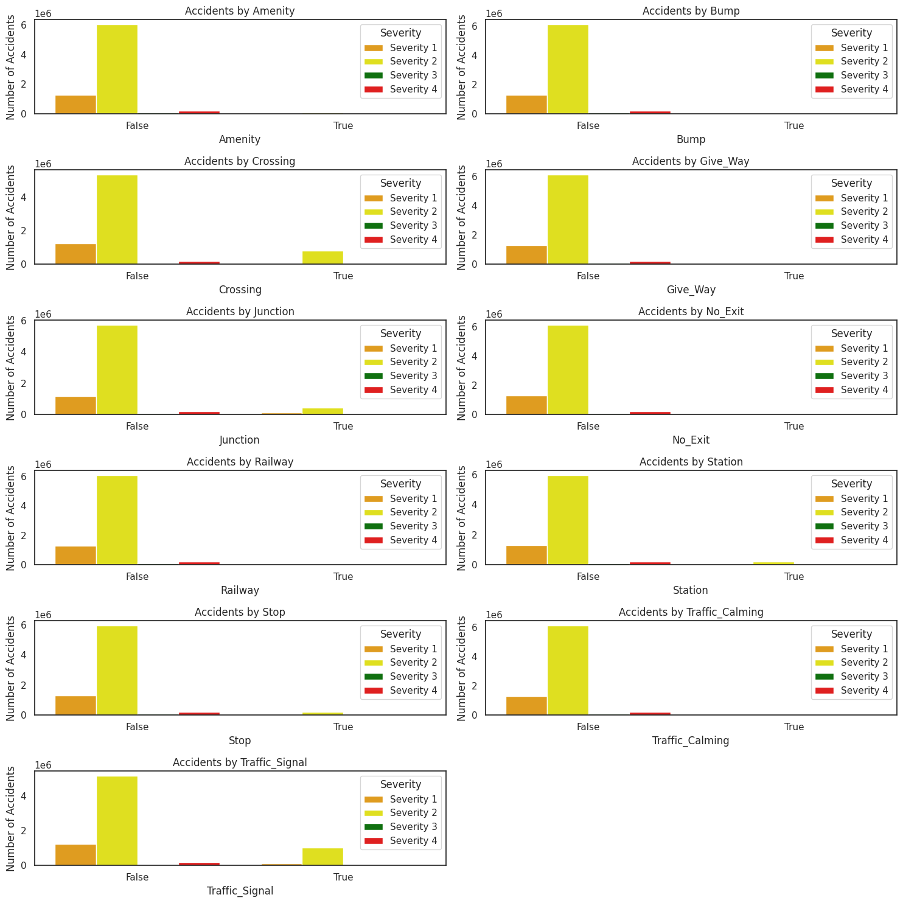 Accidents by Amenity
1e6
Number of Accidents
6
4
2
0
Severity
Severity 1
Severity 2
Severity 3
Severity 4
False True
Amenity
Accidents by Bump
1e6
6
4
2
0
Severity
Severity 1
Severity 2
Severity 3
Severity 4
False True
Bump
Accidents by Crossing
1e6
Number of Accidents
4
2
0
Severity
Severity 1
Severity 2
Severity 3
Severity 4
False True
Crossing
Accidents by Give_Way
1e6
Number of Accidents
6
4
2
0
Severity
Severity 1
Severity 2
Severity 3
Severity 4
False True
Give_Way
Accidents by Junction
1e6
Number of Accidents
6
4
2
0
Severity
Severity 1
Severity 2
Severity 3
Severity 4
False True
Junction
Accidents by No_Exit
1e6
Number of Accidents
6
4
2
0
Severity
Severity 1
Severity 2
Severity 3
Severity 4
False True
No_Exit
Accidents by Railway
1e6
Number of Accidents
6
4
2
0
Severity
Severity 1
Severity 2
Severity 3
Severity 4
False True
Railway
Accidents by Station
1e6
Number of Accidents
6
4
2
0
Severity
Severity 1
Severity 2
Severity 3
Severity 4
False True
Station
Accidents by Stop
1e6
Number of Accidents
6
4
2
0
Severity
Severity 1
Severity 2
Severity 3
Severity 4
False True
Stop
Accidents by Traffic_Calming
1e6
Number of Accidents
6
4
2
0
Severity
Severity 1
Severity 2
Severity 3
Severity 4
False True
Traffic_Calming
Accidents by Traffic_Signal
1e6
Number of Accidents
4
2
0
Severity
Severity 1
Severity 2
Severity 3
Severity 4
False True
Traffic_Signal